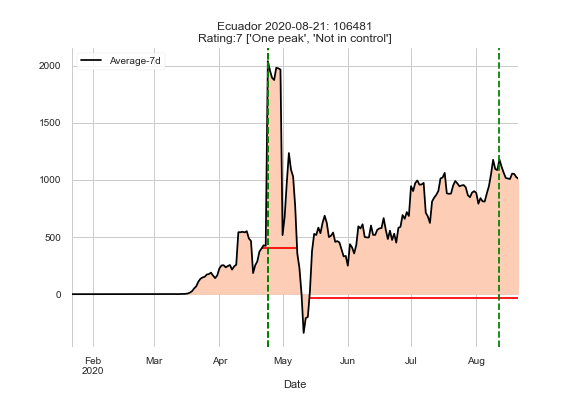 Ecuador 2020-08-21: 106481
Rating:7 ['One peak', 'Not in control']
Average-7d
2000
1500
1000
500
0
Feb
2020
Mar
Apr
May
Jun
Jul
Aug
Date